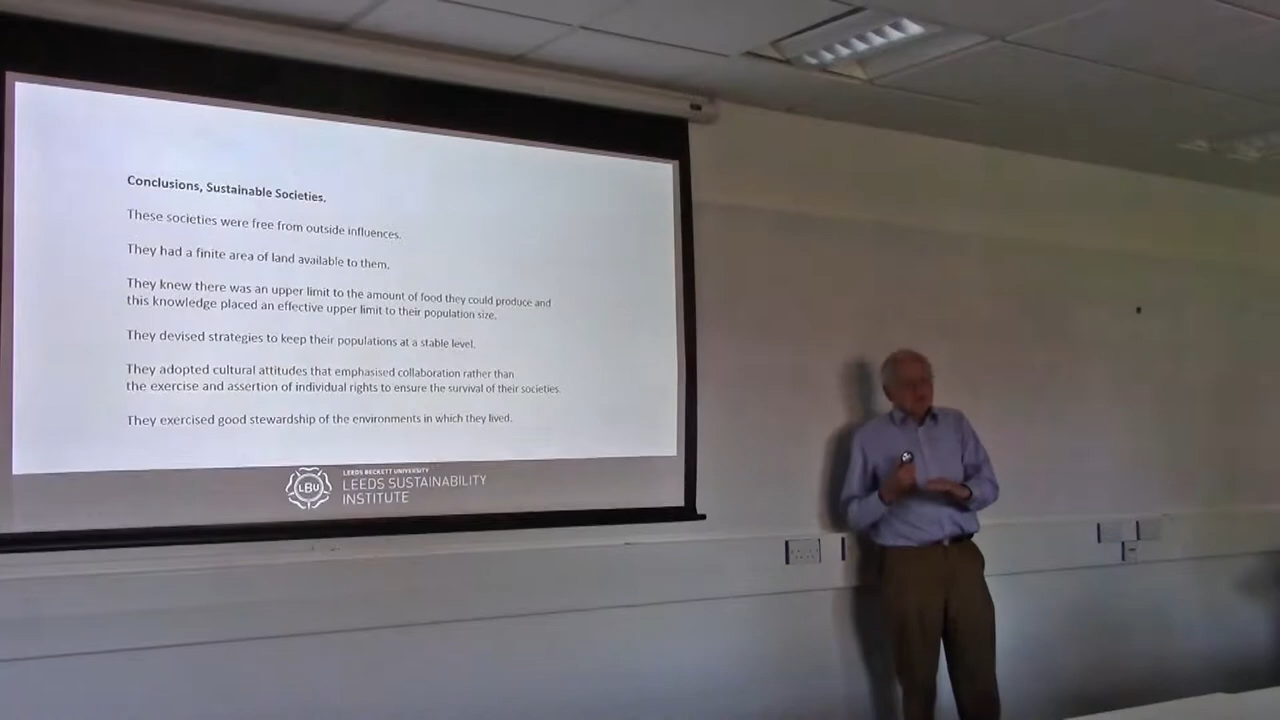 Conclusions, Sustainable Societies.
These societies were free from outside influences.
They had a finite area of land available to them.
They knew there was an upper limit to the amount of food they could produce and
this knowledge placed an effective upper limit to their population size.
They devised strategies to keep their populations at a stable level.
They adopted cultural attitudes that emphasised collaboration rather than
the exercise and assertion of individual rights to ensure the survival of their societies.
They exercised good stewardship of the environments in which they lived.
LBU
LEEDS BECKETT UNIVERSITY
LEEDS SUSTAINABILITY
INSTITUTE